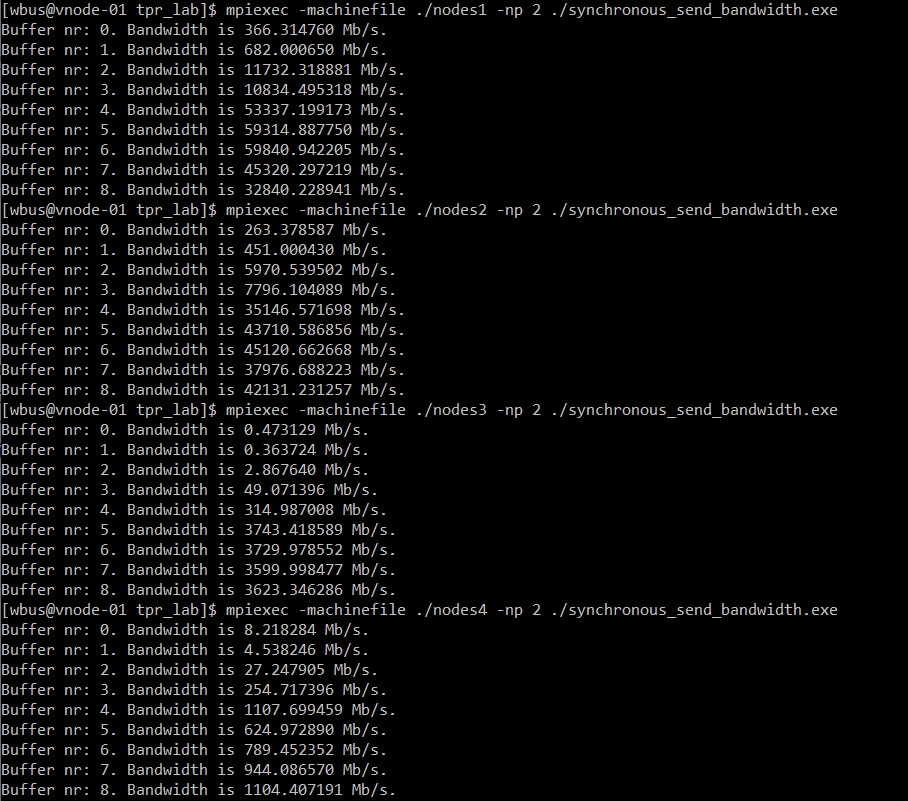 [wbus@vnode-01 tpr_lab]$ mpiexec -machinefile ./nodes1 -np 2 ./synchronous_send_bandwidth.exe
Buffer nr: 0. Bandwidth is 366.314760 Mb/s.
Buffer nr: 1. Bandwidth is 682.000650 Mb/s.
Buffer nr: 2. Bandwidth is 11732.318881 Mb/s.
Buffer nr: 3. Bandwidth is 10834.495318 Mb/s.
Buffer nr: 4. Bandwidth is 53337.199173 Mb/s.
Buffer nr: 5. Bandwidth is 59314.887750 Mb/s.
Buffer nr: 6. Bandwidth is 59840.942205 Mb/s.
Buffer nr: 7. Bandwidth is 45320.297219 Mb/s.
Buffer nr: 8. Bandwidth is 32840.228941 Mb/s.
[wbus@vnode-01 tpr_lab]$ mpiexec -machinefile ./nodes2 -np 2 ./synchronous_send_bandwidth.exe
Buffer nr: 0. Bandwidth is 263.378587 Mb/s.
Buffer nr: 1. Bandwidth is 451.000430 Mb/s.
Buffer nr: 2. Bandwidth is 5970.539502 Mb/s.
Buffer nr: 3. Bandwidth is 7796.104089 Mb/s.
Buffer nr: 4. Bandwidth is 35146.571698 Mb/s.
Buffer nr: 5. Bandwidth is 43710.586856 Mb/s.
Buffer nr: 6. Bandwidth is 45120.662668 Mb/s.
Buffer nr: 7. Bandwidth is 37976.688223 Mb/s.
Buffer nr: 8. Bandwidth is 42131.231257 Mb/s.
[wbus@vnode-01 tpr_lab]$ mpiexec -machinefile ./nodes3 -np 2 ./synchronous_send_bandwidth.exe
Buffer nr: 0. Bandwidth is 0.473129 Mb/s.
Buffer nr: 1. Bandwidth is 0.363724 Mb/s.
Buffer nr: 2. Bandwidth is 2.867640 Mb/s.
Buffer nr: 3. Bandwidth is 49.071396 Mb/s.
Buffer nr: 4. Bandwidth is 314.987008 Mb/s.
Buffer nr: 5. Bandwidth is 3743.418589 Mb/s.
Buffer nr: 6. Bandwidth is 3729.978552 Mb/s.
Buffer nr: 7. Bandwidth is 3599.998477 Mb/s.
Buffer nr: 8. Bandwidth is 3623.346286 Mb/s.
[wbus@vnode-01 tpr_lab]$ mpiexec -machinefile ./nodes4 -np 2 ./synchronous_send_bandwidth.exe
Buffer nr: 0. Bandwidth is 8.218284 Mb/s.
Buffer nr: 1. Bandwidth is 4.538246 Mb/s.
Buffer nr: 2. Bandwidth is 27.247905 Mb/s.
Buffer nr: 3. Bandwidth is 254.717396 Mb/s.
Buffer nr: 4. Bandwidth is 1107.699459 Mb/s.
Buffer nr: 5. Bandwidth is 624.972890 Mb/s.
Buffer nr: 6. Bandwidth is 789.452352 Mb/s.
Buffer nr: 7. Bandwidth is 944.086570 Mb/s.
Buffer nr: 8. Bandwidth is 1104.407191 Mb/s.